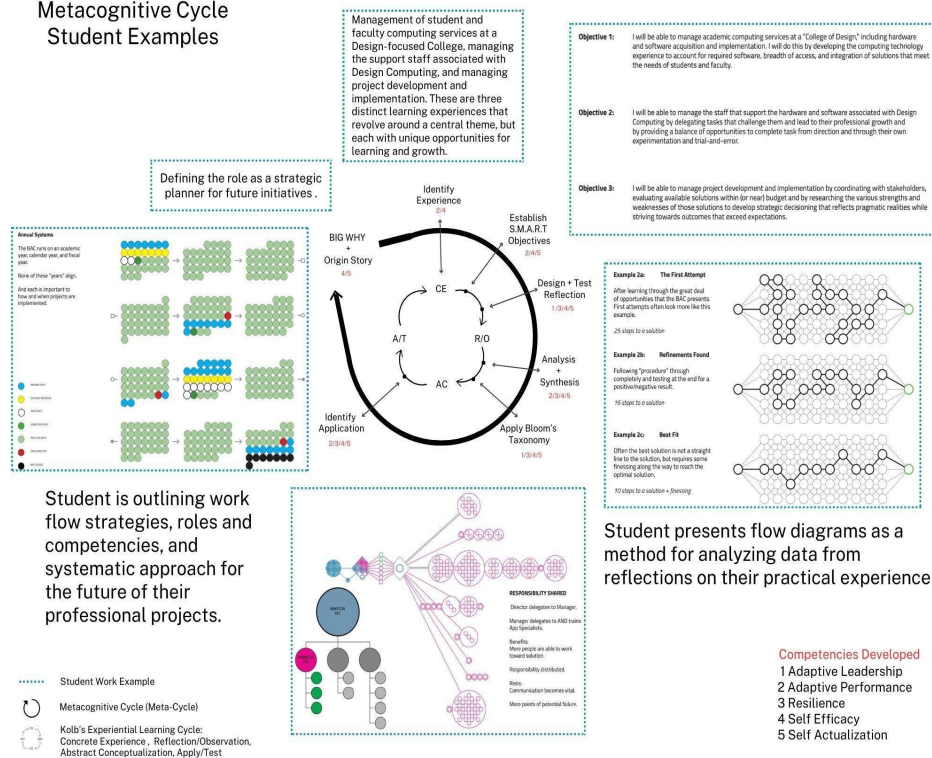 Metacognitive Cycle
Student Examples
Management of student and
faculty computing services at a
Design-focused College, managing
the support staff associated with
Design Computing, and managing
project development and
implementation. These are three
distinct learning experiences that
revolve around a central theme, but
each with unique opportunities for
learning and growth.
Objective 1:
I will be able to manage academic computing services at a "College of Design," including hardware
and software acquisition and implementation. I will do this by developing the computing technology
experience to account for required software, breadth of access, and integration of solutions that meet
the needs of students and faculty.
Objective 2:
I will be able to manage the staff that support the hardware and software associated with Design
Computing by delegating tasks that challenge them and lead to their professional growth and
by providing a balance of opportunities to complete task from direction and through their own
experimentation and trial-and-error.
Objective 3:
I will be able to manage project development and implementation by coordinating with stakeholders,
evaluating available solutions within (or near) budget and by researching the various strengths and
weaknesses of those solutions to develop strategic decisioning that reflects pragmatic realities while
striving towards outcomes that exceed expectations.
Defining the role as a strategic
planner for future initiatives .
Annual Systems
The BAC runs on an academic
year, calendar year, and fiscal
year.
None of these "years" align.
And each is important to
how and when projects are
implemented.
BIG WHY
+
Origin Story
4/5
Identify
Experience
2/4
Establish
S.M.A.R.T
Objectives
2/4/5
Design + Test
Reflection
1/3/4/5
Analysis
+
Synthesis
2/3/4/5
Apply Bloom's
Taxonomy
1/3/4/5
Identify
Application
2/3/4/5
CE
R/O
AC
A/T
Example 2a: The First Attempt
After learning through the great deal
of opportunities that the BAC presents.
First attempts often look more like this
example.
25 steps to a solution
Example 2b: Refinements Found
Following "procedure" through
completely and testing at the end for a
positive/negative result.
16 steps to a solution
Example 2c: Best Fit
Often the best solution is not a straight
line to the solution, but requires some
finessing along the way to reach the
optimal solution.
10 steps to a solution + finessing
Student is outlining work
flow strategies, roles and
competencies, and
systematic approach for
the future of their
professional projects.
RESPONSIBILITY SHARED
Director delegates to Manager.
Manager delegates to AND trains
App Specialists.
Benefits:
More people are able to work
toward solution.
Responsibility distributed.
Risks:
Communication becomes vital.
More points of potential failure.
Student presents flow diagrams as a
method for analyzing data from
reflections on their practical experience
Competencies Developed
1 Adaptive Leadership
2 Adaptive Performance
3 Resilience
4 Self Efficacy
5 Self Actualization
Student Work Example
Metacognitive Cycle (Meta-Cycle)
Kolb's Experiential Learning Cycle:
Concrete Experience , Reflection/Observation,
Abstract Conceptualization, Apply/Test